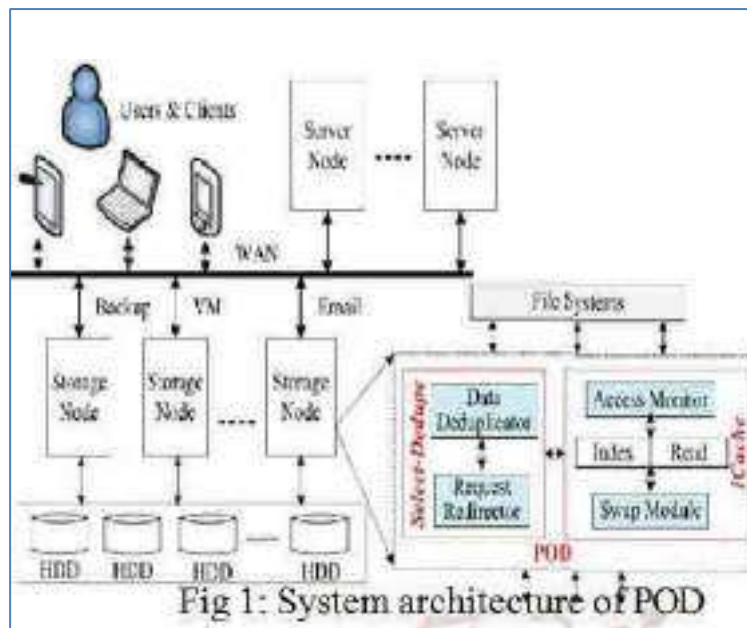 Users & Clients
Server
Node
Server
Node
WAN
Backup
VM
Email
File Systems
Storage
Node
Storage
Node
Storage
Node
Select-Dedupe
Data
Deduplicator
Request
Redirector
Access Monitor
Index
Read
Swap Module
iCache
POD
HDD
HDD
HDD
HDD
Fig 1: System architecture of POD